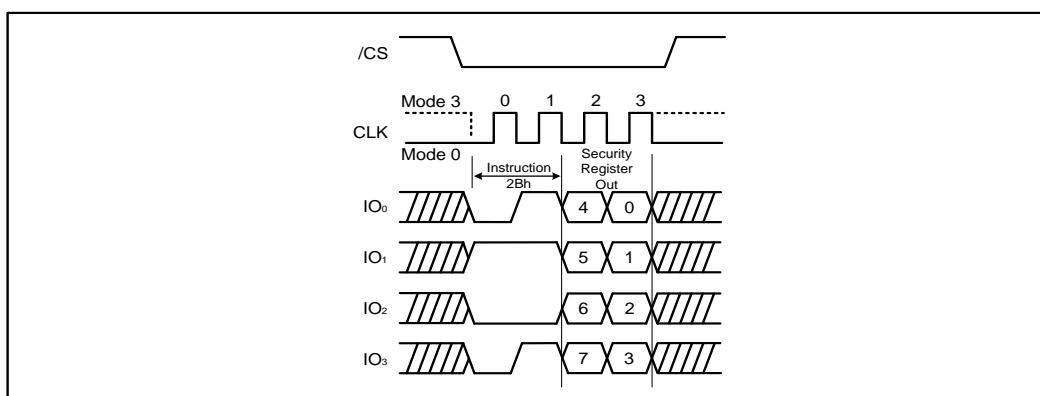 /CS
Mode 3 0 1 2 3
CLK
Mode 0
Instruction
2Bh
Security
Register
Out
IO₀ 4 0
IO₁ 5 1
IO₂ 6 2
IO₃ 7 3